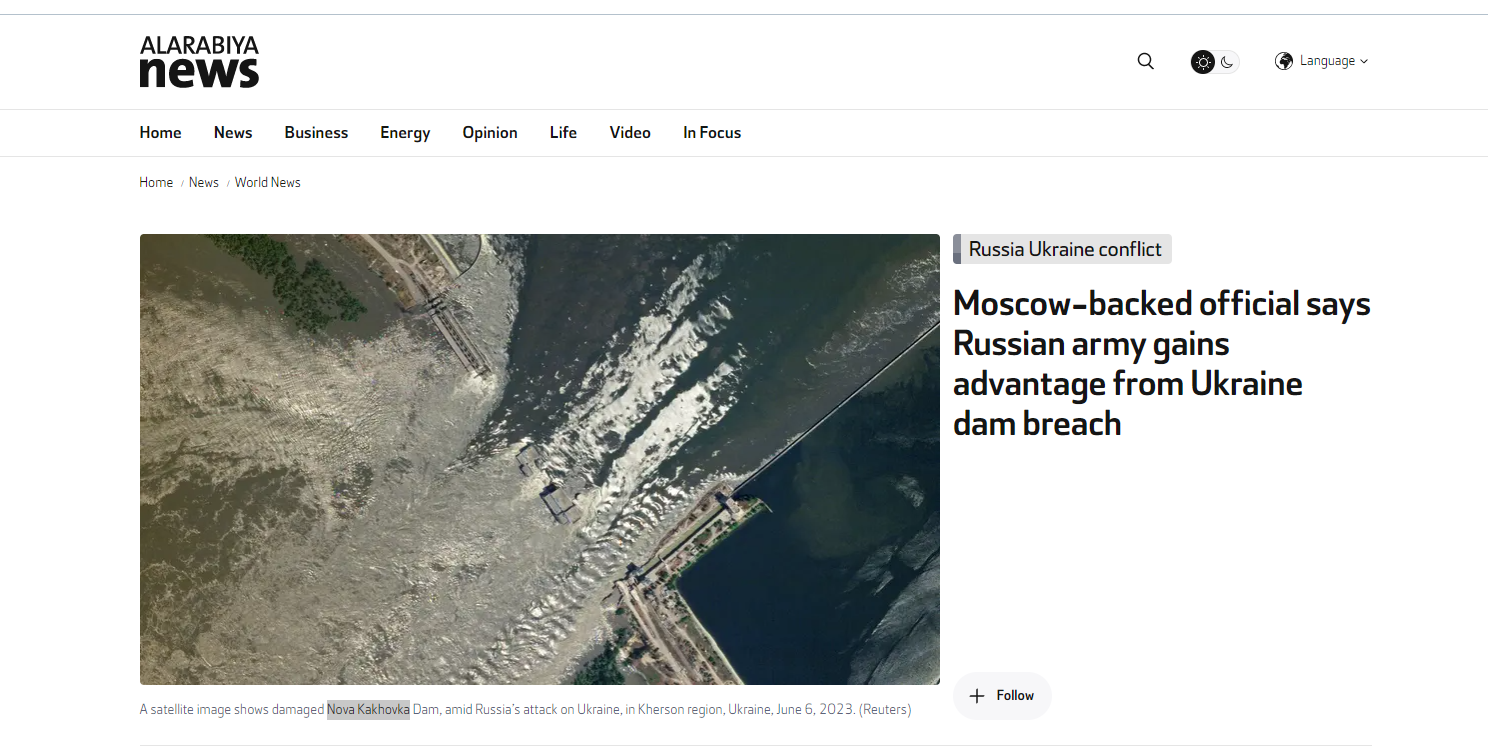 ALARABIYA
news
Language
Home News Business Energy Opinion Life Video In Focus
Home / News / World News
Russia Ukraine conflict
Moscow-backed official says
Russian army gains
advantage from Ukraine
dam breach
+ Follow
A satellite image shows damaged Nova Kakhovka Dam, amid Russia's attack on Ukraine, in Kherson region, Ukraine, June 6, 2023. (Reuters)